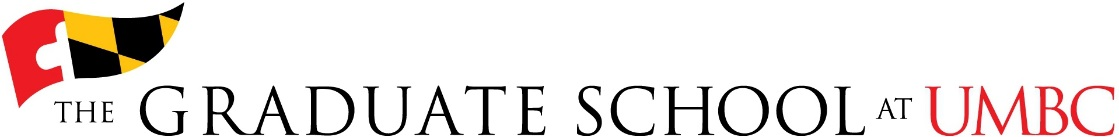 THE GRADUATE SCHOOL AT UMBC